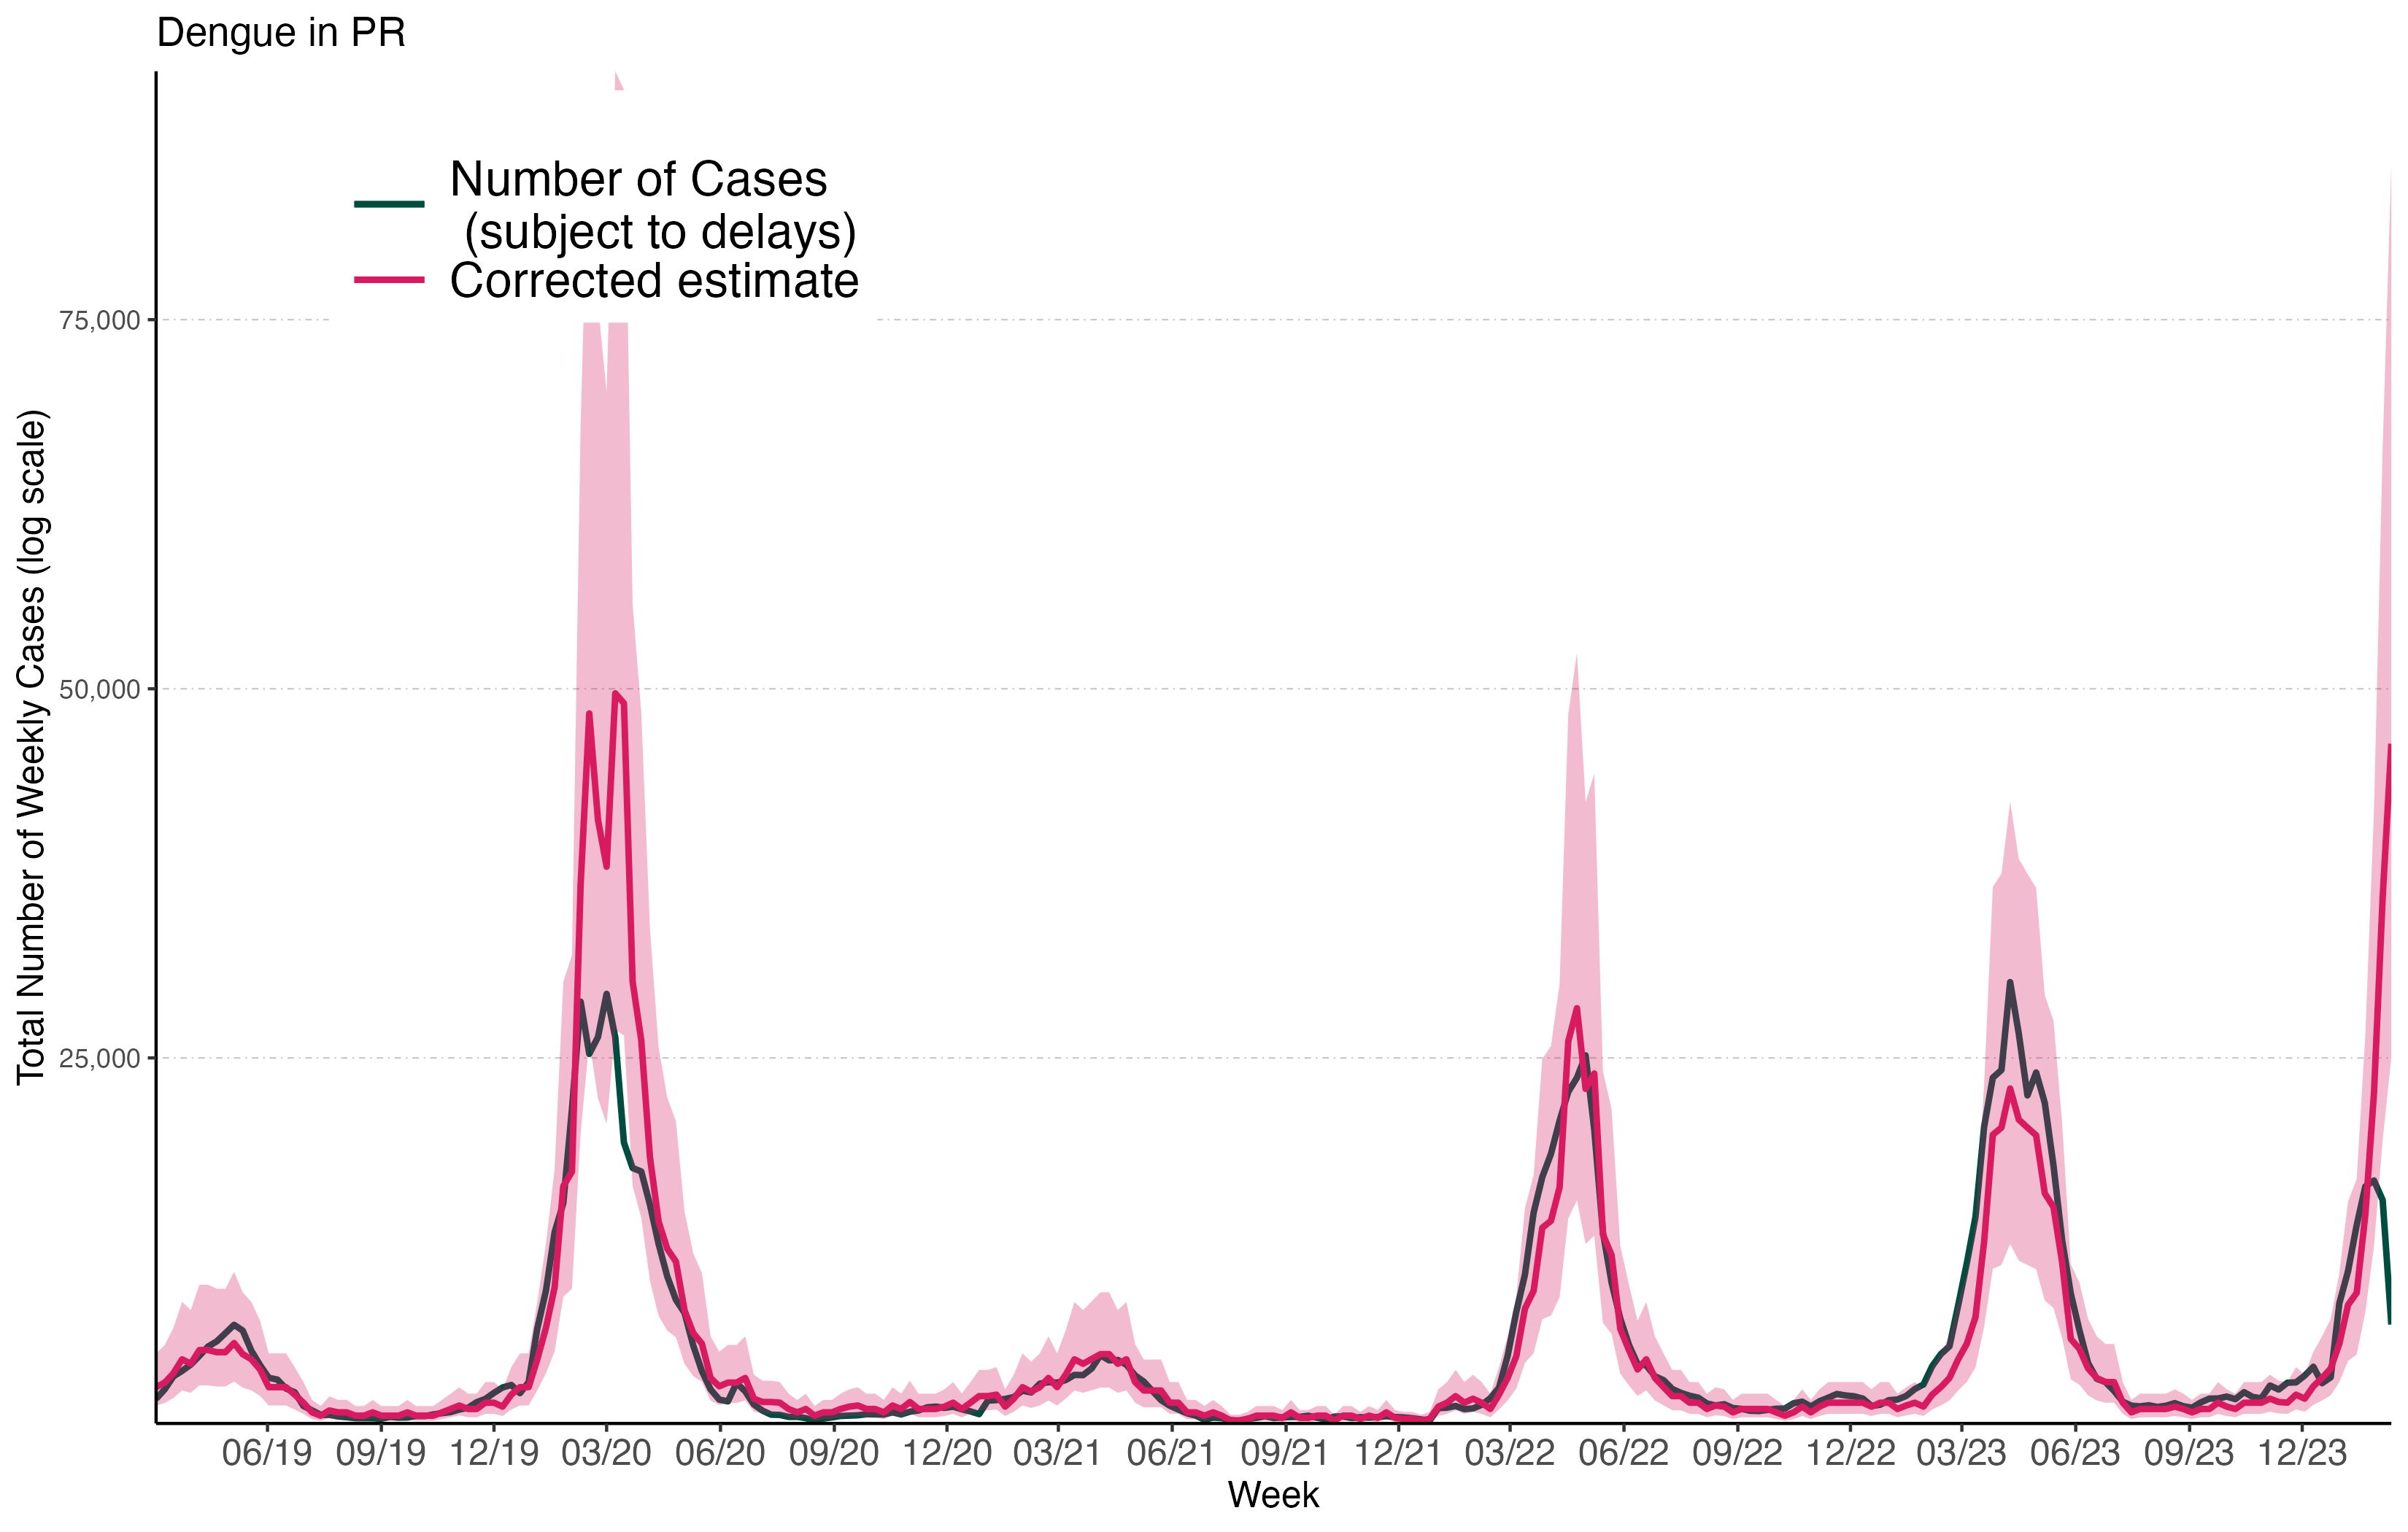 Dengue in PR
Number of Cases
(subject to delays)
Corrected estimate
75,000
50,000
25,000
Total Number of Weekly Cases (log scale)
06/19 09/19 12/19 03/20 06/20 09/20 12/20 03/21 06/21 09/21 12/21 03/22 06/22 09/22 12/22 03/23 06/23 09/23 12/23
Week